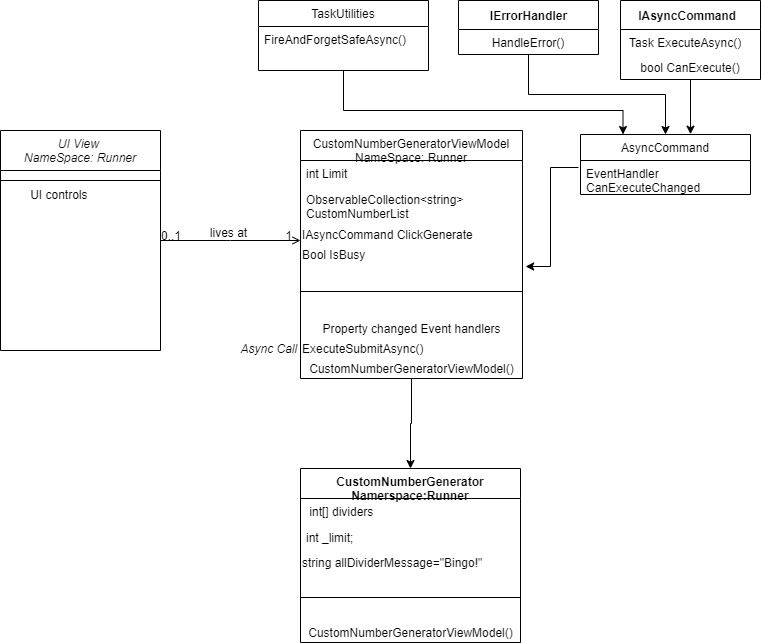 TaskUtilities
FireAndForgetSafeAsync()
IErrorHandler
HandleError()
IAsyncCommand
Task ExecuteAsync()
bool CanExecute()
UI View
NameSpace: Runner
UI controls
0..1
lives at
1
CustomNumberGeneratorViewModel
NameSpace: Runner
int Limit
ObservableCollection<string>
CustomNumberList
IAsyncCommand ClickGenerate
Bool IsBusy
Property changed Event handlers
Async Call
ExecuteSubmitAsync()
CustomNumberGeneratorViewModel()
AsyncCommand
EventHandler
CanExecuteChanged
CustomNumberGenerator
Namerspace:Runner
int[] dividers
int _limit;
string allDividerMessage="Bingo!"
CustomNumberGeneratorViewModel()